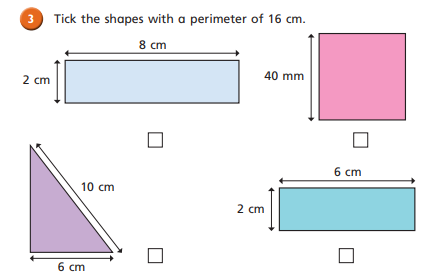 3 Tick the shapes with a perimeter of 16 cm.
8 cm
2 cm
40 mm
10 cm
6 cm
6 cm
2 cm